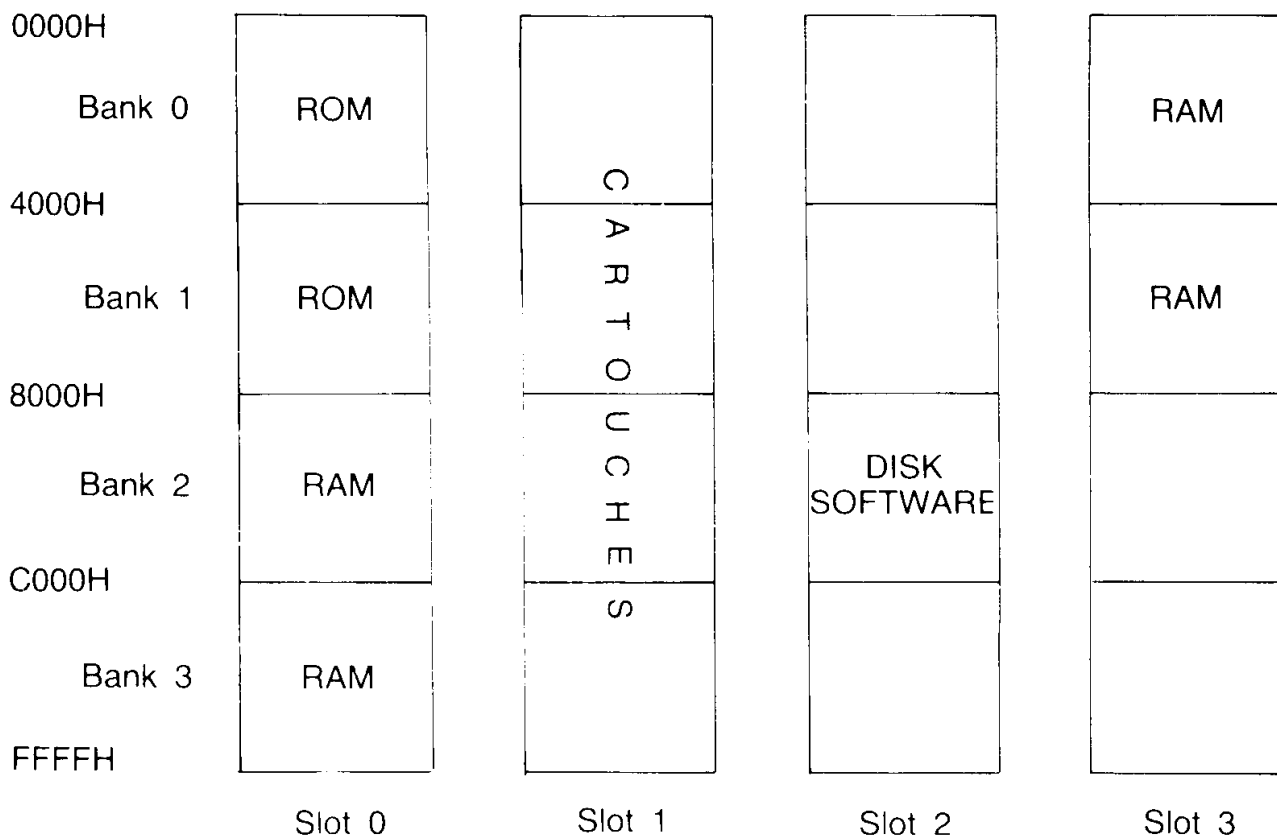 0000H
Bank 0 ROM RAM
4000H
Bank 1 ROM RAM
8000H
Bank 2 RAM DISK
SOFTWARE
C000H
Bank 3 RAM
FFFFH
CARTOUCHES
Slot 0 Slot 1 Slot 2 Slot 3